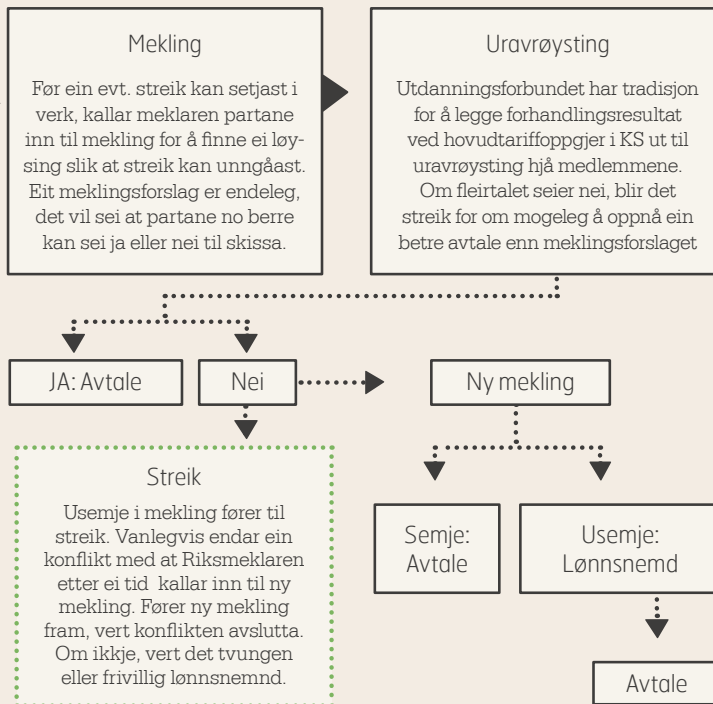 Mekling
Før ein evt. streik kan setjast i
verk, kallar meklaren partane
inn til mekling for å finne ei løy-
sing slik at streik kan unngåast.
Eit meklingsforslag er endeleg,
det vil sei at partane no berre
kan sei ja eller nei til skissa.
Uravrøysting
Utdanningsforbundet har tradisjon
for å legge forhandlingsresultat
ved hovudtariffoppgjer i KS ut til
uravrøysting hjå medlemmene.
Om fleirtalet seier nei, blir det
streik for om mogeleg å oppnå ein
betre avtale enn meklingsforslaget
JA: Avtale
Nei
Ny mekling
Streik
Usemje i mekling fører til
streik. Vanlegvis endar ein
konflikt med at Riksmeklaren
etter ei tid kallar inn til ny
mekling. Fører ny mekling
fram, vert konflikten avslutta.
Om ikkje, vert det tvungen
eller frivillig lønnsnemnd.
Semje:
Avtale
Usemje:
Lønnsnemd
Avtale